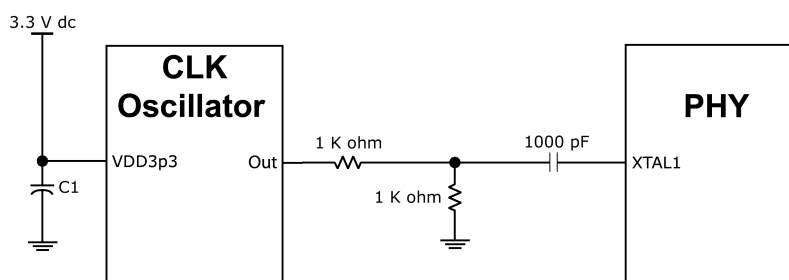 3.3 V dc
CLK
Oscillator
PHY
VDD3p3
Out
1 K ohm
1000 pF
XTAL1
C1
1 K ohm